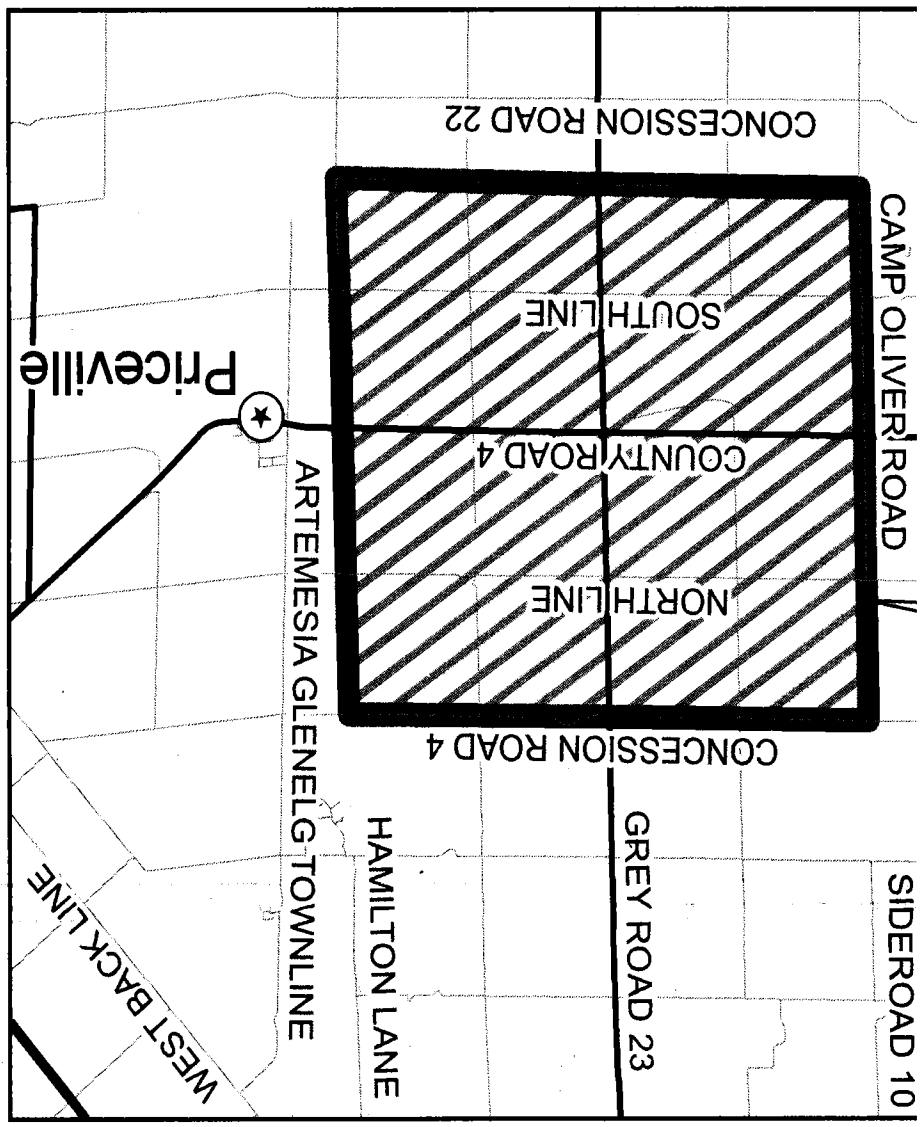 SIDEROAD 10
GREY ROAD 23
HAMILTON LANE
WEST BACK LINE
ARTEMESIA GLENELG TOWNLINE
CONCESSION ROAD 4
CAMP OLIVER ROAD
NORTH LINE
COUNTY ROAD 4
Priceville
SOUTH LINE
CONCESSION ROAD 22